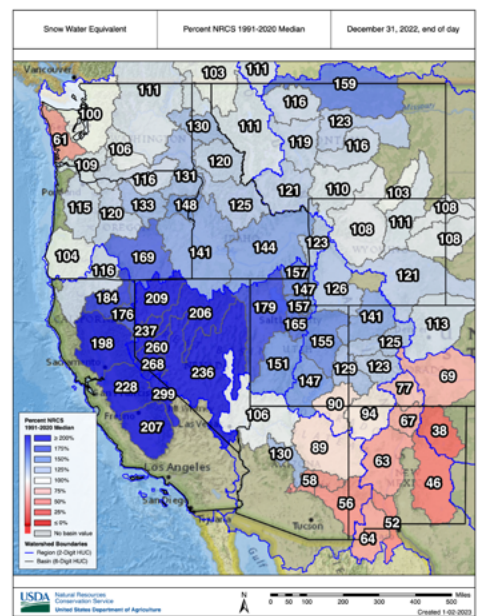 Snow Water Equivalent
Percent NRCS 1991-2020 Median
December 31, 2022, end of day
Vancouver
103 111
111 159
100 116
61 130 111 123
106 119 116
109 120
131
116 121 110 103
115 120 133 148 125 108
104 169 141 144 123 108 111
108
116 157 126 121
184 209 206 179 147
176 157 141 113
198 237 165 155 125
260 151 129 123 69
268 236 147 77
228 299 90 94 67
207 106 38
89 63
130 46
58
56 52
64
Los Angeles
San Diego
Tucson
Percent NRCS
1991-2020 Median
≥ 200%
170%
150%
125%
100%
75%
50%
25%
≤ 0%
No basin value
Watershed Boundaries
Region (2-Digit HUC)
Basin (6-Digit HUC)
USDA
Natural Resources
Conservation Service
United States Department of Agriculture
N
0 50 100 200 300 400 500
Miles
Created 1-02-2023